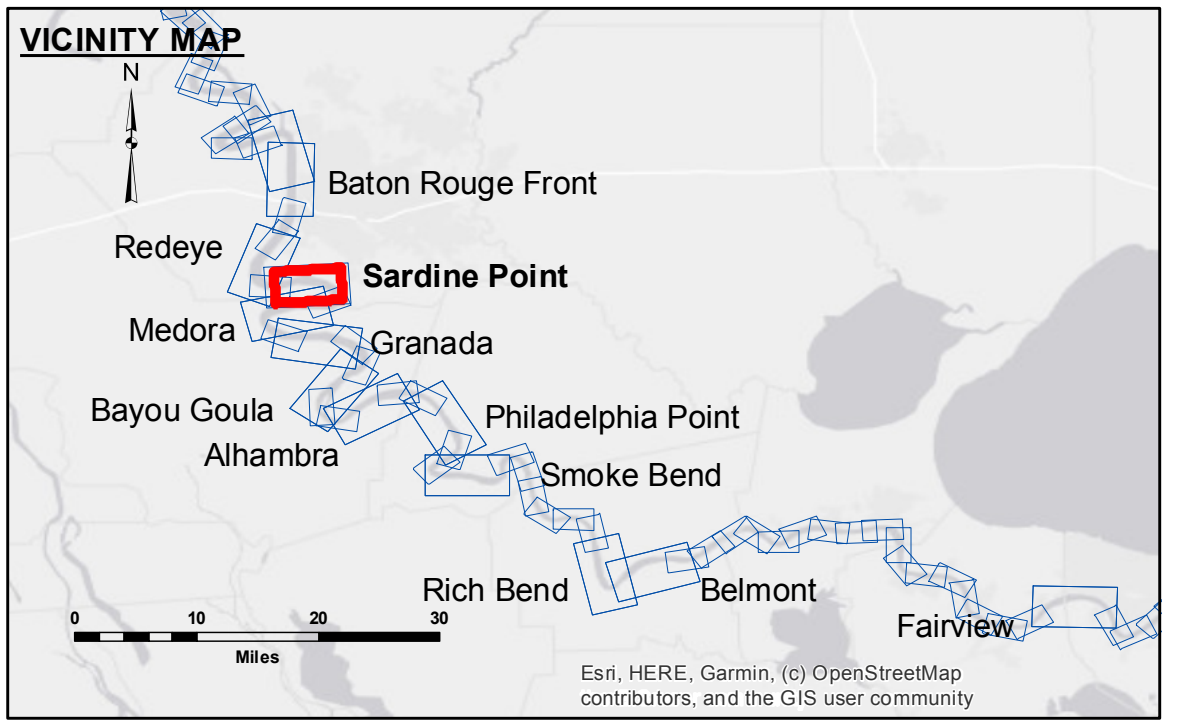 VICINITY MAP
N
Baton Rouge Front
Redeye
Sardine Point
Medora
Granada
Bayou Goula
Philadelphia Point
Alhambra
Smoke Bend
Rich Bend
Belmont
Fairview
0 10 20 30
Miles
Esri, HERE, Garmin, (c) OpenStreetMap
contributors, and the GIS user community